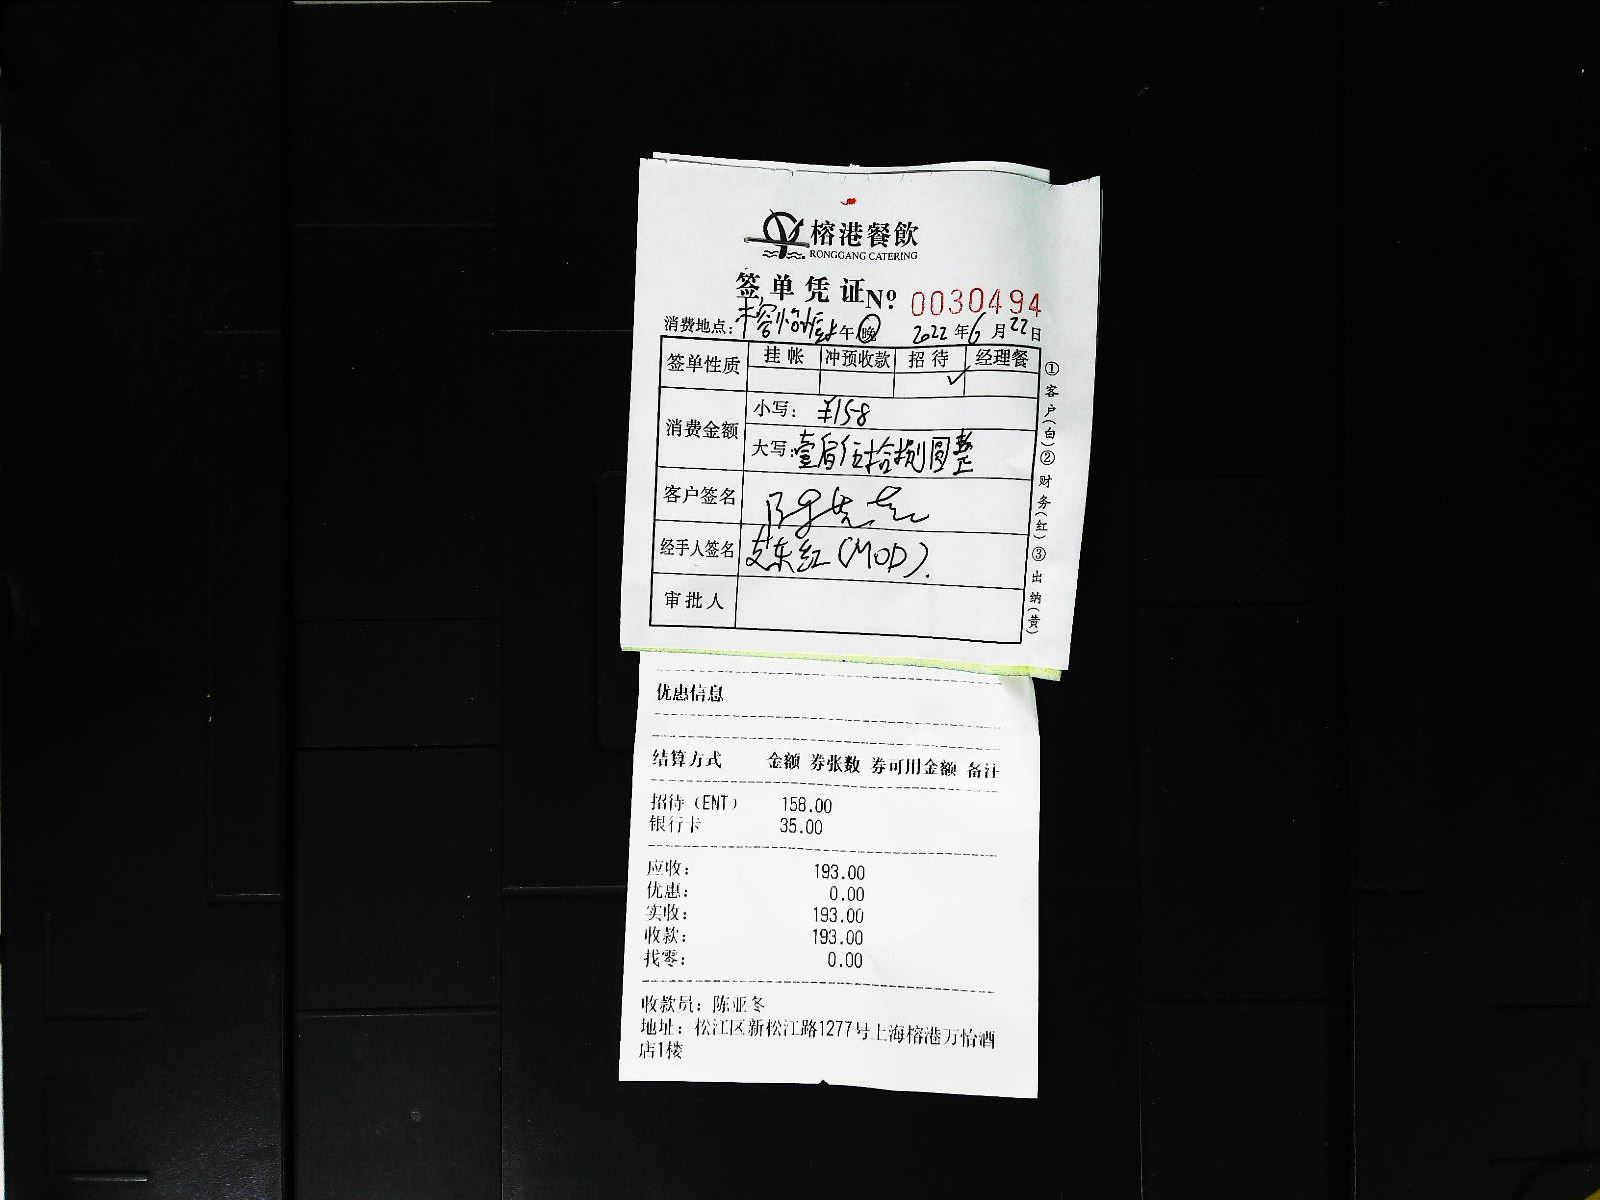 榕港餐飲
RONGGANG CATERING
签单凭证 No 0030494
消费地点: 午 晚 2022年6月22日
签单性质 挂帐 冲预收款 招待 经理餐
✓
消费金额 小写: ¥158
大写: 壹佰伍拾捌圆整
客户签名
经手人签名 东红(MOD).
审批人
①客户(白)②财务(红)③出纳(黄)
优惠信息
结算方式 金额 券张数 券可用金额 备注
招待(ENT) 158.00
银行卡 35.00
应收: 193.00
优惠: 0.00
实收: 193.00
收款: 193.00
找零: 0.00
收款员: 陈亚冬
地址: 松江区新松江路1277号上海榕港万怡酒
店1楼